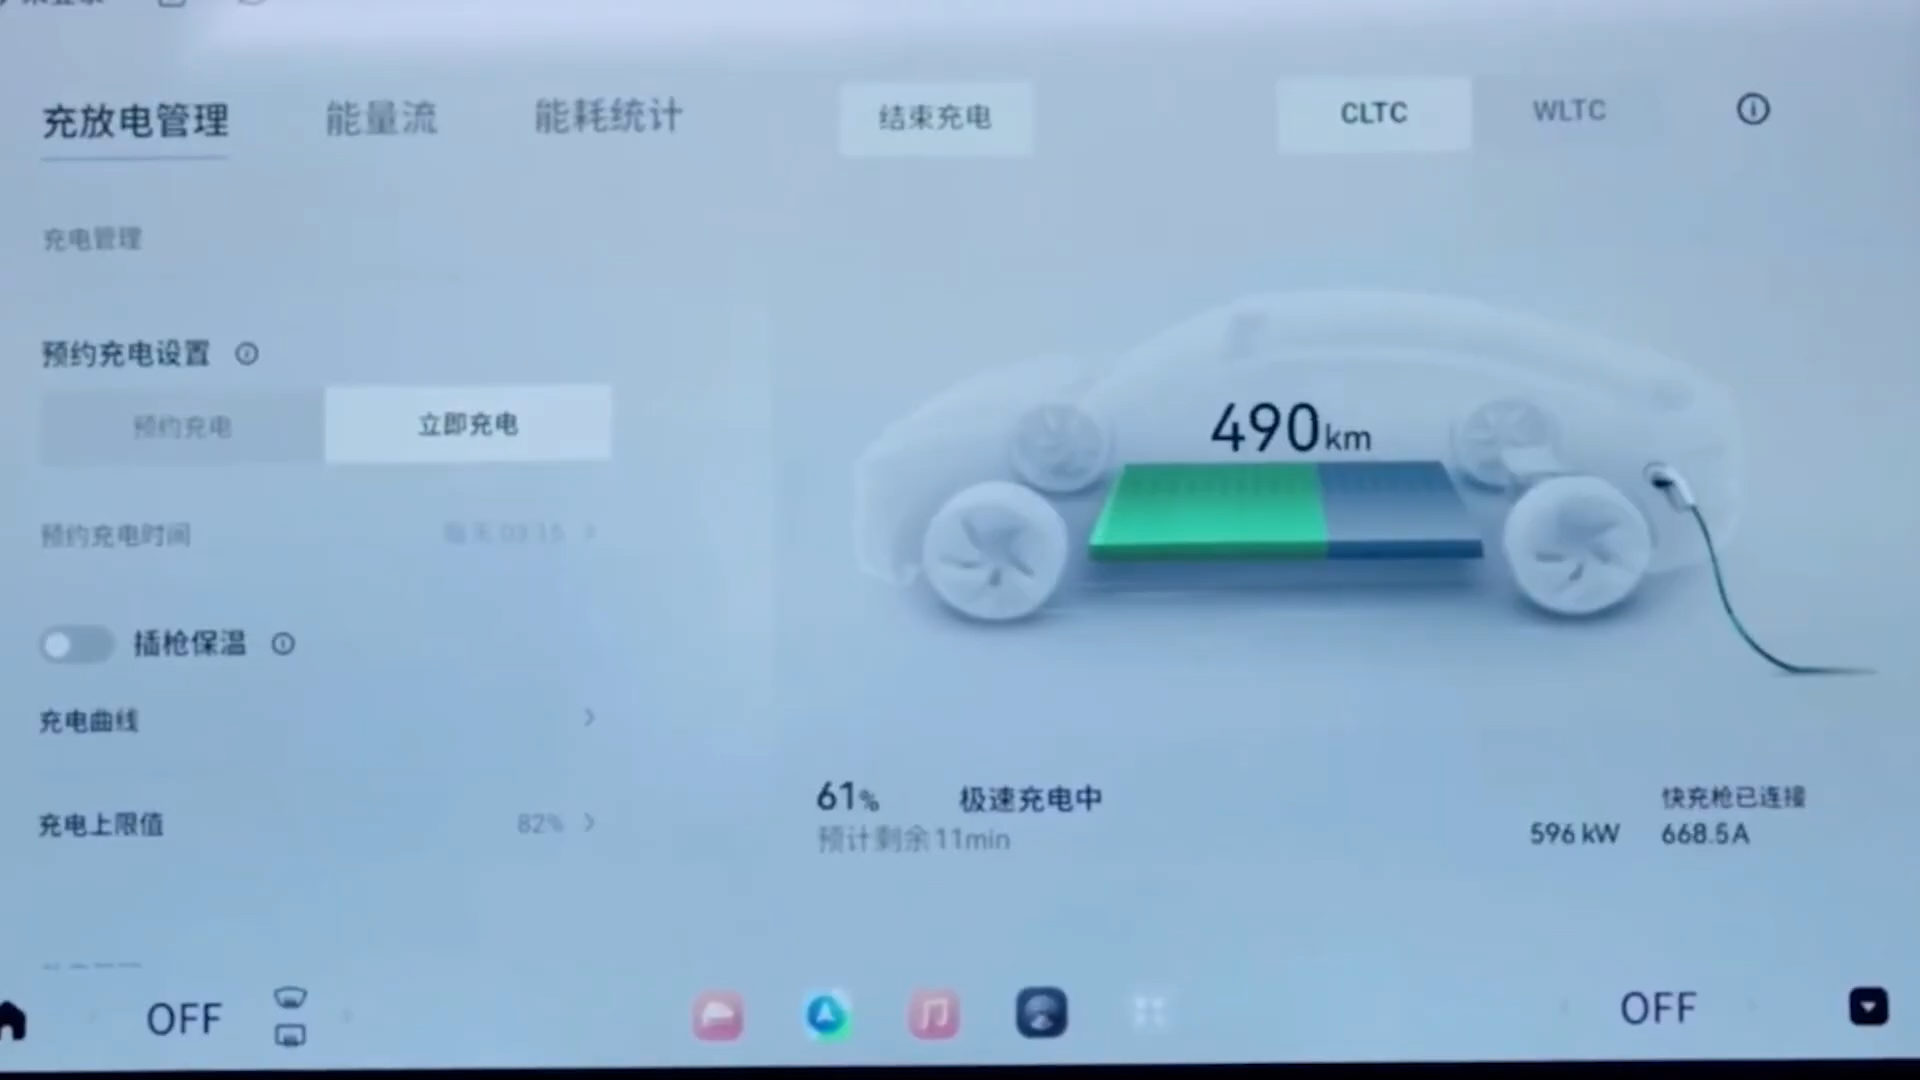 充放电管理 能量流 能耗统计 结束充电 CLTC WLTC
充电管理
预约充电设置
预约充电 立即充电
490km
预约充电时间 每天 03:15
插枪保温
充电曲线
61% 极速充电中 快充枪已连接
充电上限值 82% 预计剩余11min 596 kW 668.5A
OFF OFF